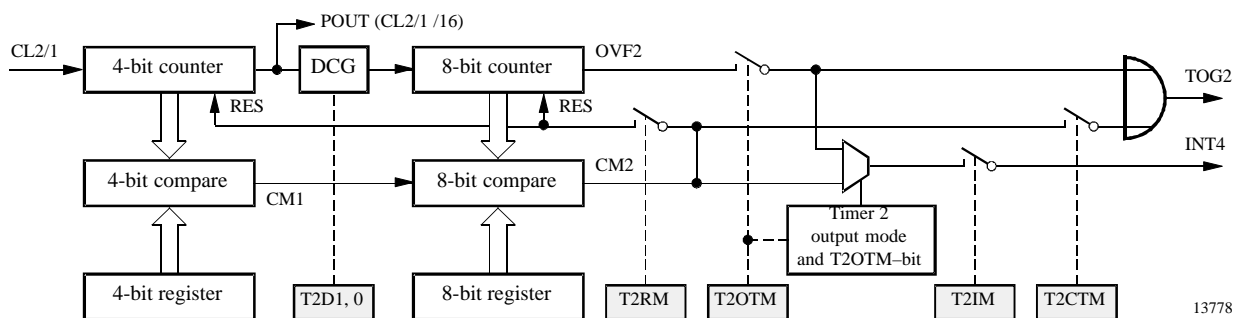 POUT (CL2/1 /16)
CL2/1
4-bit counter
DCG
8-bit counter
OVF2
TOG2
RES
RES
INT4
4-bit compare
CM1
8-bit compare
CM2
Timer 2
output mode
and T2OTM–bit
4-bit register
T2D1, 0
8-bit register
T2RM
T2OTM
T2IM
T2CTM
13778